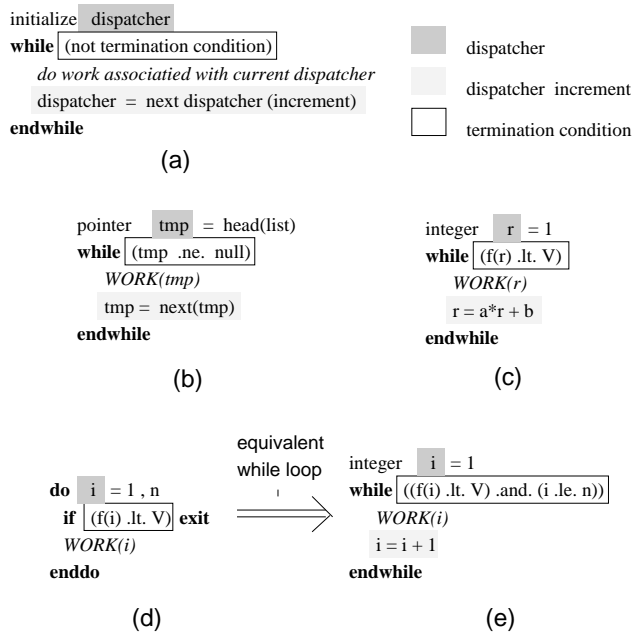 initialize dispatcher
while (not termination condition)
do work associatied with current dispatcher
dispatcher = next dispatcher (increment)
endwhile
(a)
dispatcher
dispatcher increment
termination condition
pointer tmp = head(list)
while (tmp .ne. null)
WORK(tmp)
tmp = next(tmp)
endwhile
(b)
integer r = 1
while (f(r) .lt. V)
WORK(r)
r = a*r + b
endwhile
(c)
do i = 1 , n
if (f(i) .lt. V) exit
WORK(i)
enddo
(d)
equivalent
while loop
integer i = 1
while ((f(i) .lt. V) .and. (i .le. n))
WORK(i)
i = i + 1
endwhile
(e)